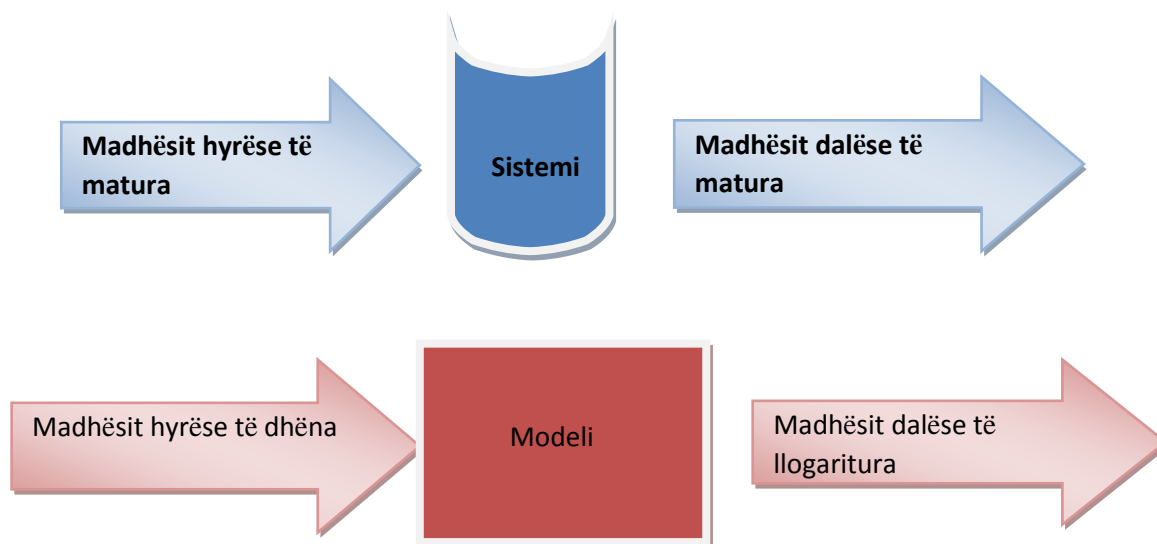 Madhësit hyrëse të
matura
Sistemi
Madhësit dalëse të
matura
Madhësit hyrëse të dhëna
Modeli
Madhësit dalëse të
llogaritura